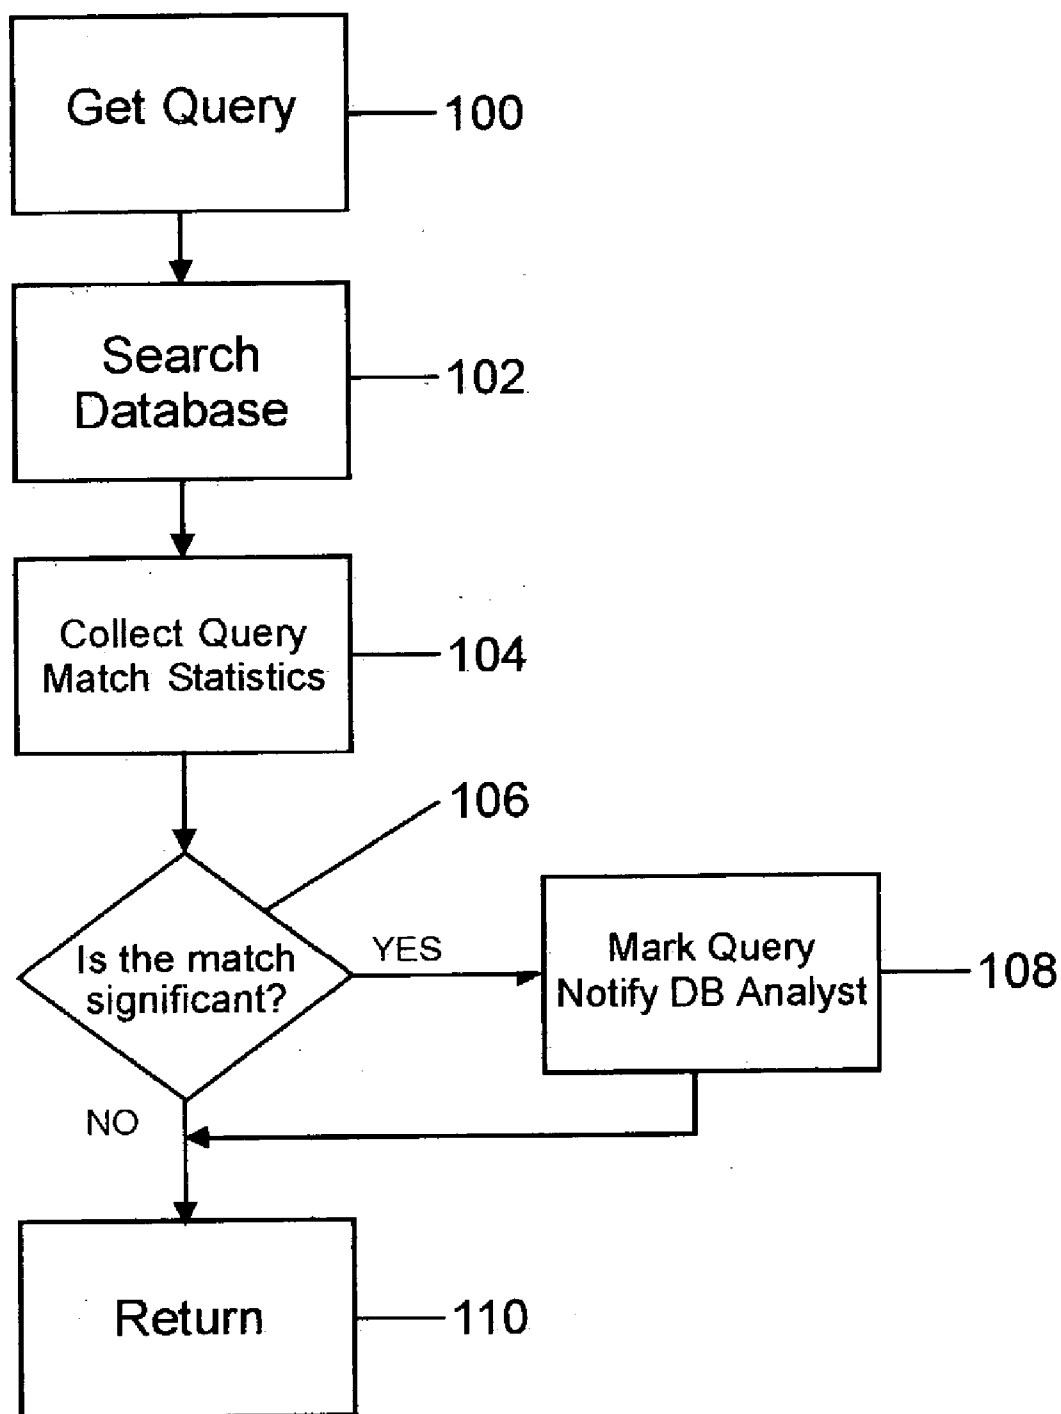 Get Query
100
Search
Database
102
Collect Query
Match Statistics
104
106
Is the match
significant?
YES
Mark Query
Notify DB Analyst
108
NO
Return
110